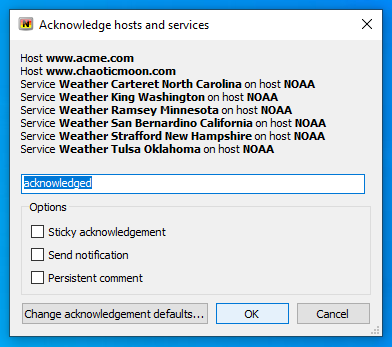 Acknowledge hosts and services
Host www.acme.com
Host www.chaoticmoon.com
Service Weather Carteret North Carolina on host NOAA
Service Weather King Washington on host NOAA
Service Weather Ramsey Minnesota on host NOAA
Service Weather San Bernardino California on host NOAA
Service Weather Strafford New Hampshire on host NOAA
Service Weather Tulsa Oklahoma on host NOAA
acknowledged
Options
Sticky acknowledgement
Send notification
Persistent comment
Change acknowledgement defaults... OK Cancel